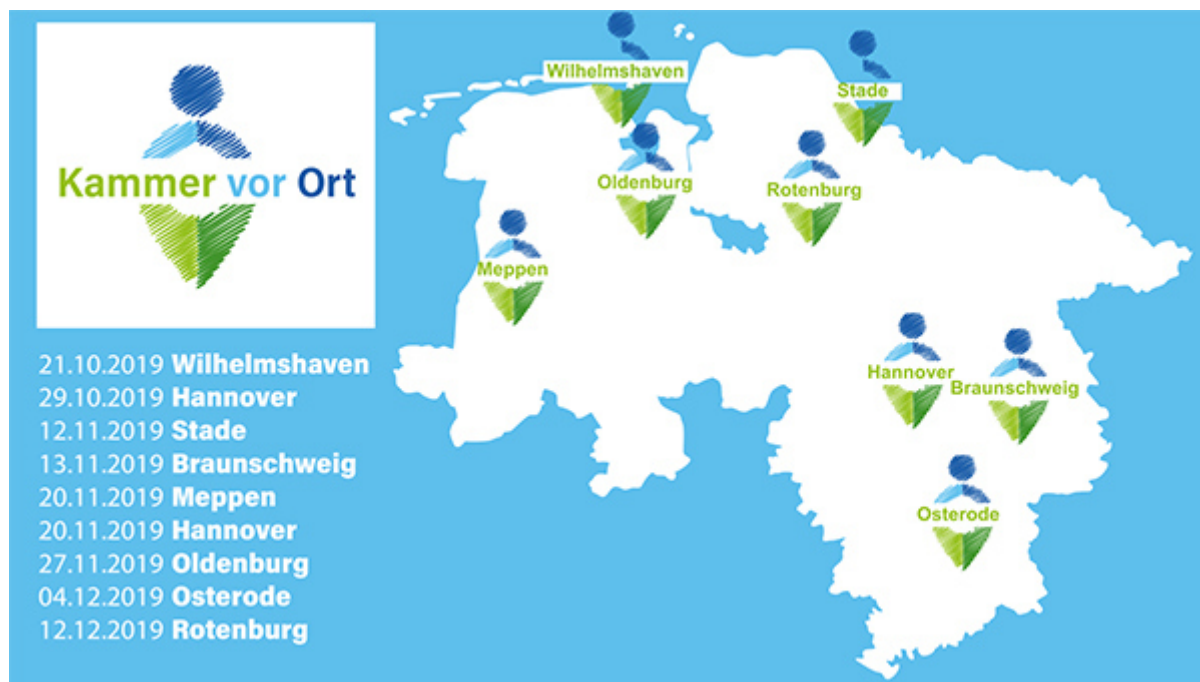 Kammer vor Ort
21.10.2019 Wilhelmshaven
29.10.2019 Hannover
12.11.2019 Stade
13.11.2019 Braunschweig
20.11.2019 Meppen
20.11.2019 Hannover
27.11.2019 Oldenburg
04.12.2019 Osterode
12.12.2019 Rotenburg
Wilhelmshaven
Stade
Oldenburg
Rotenburg
Meppen
Hannover
Braunschweig
Osterode